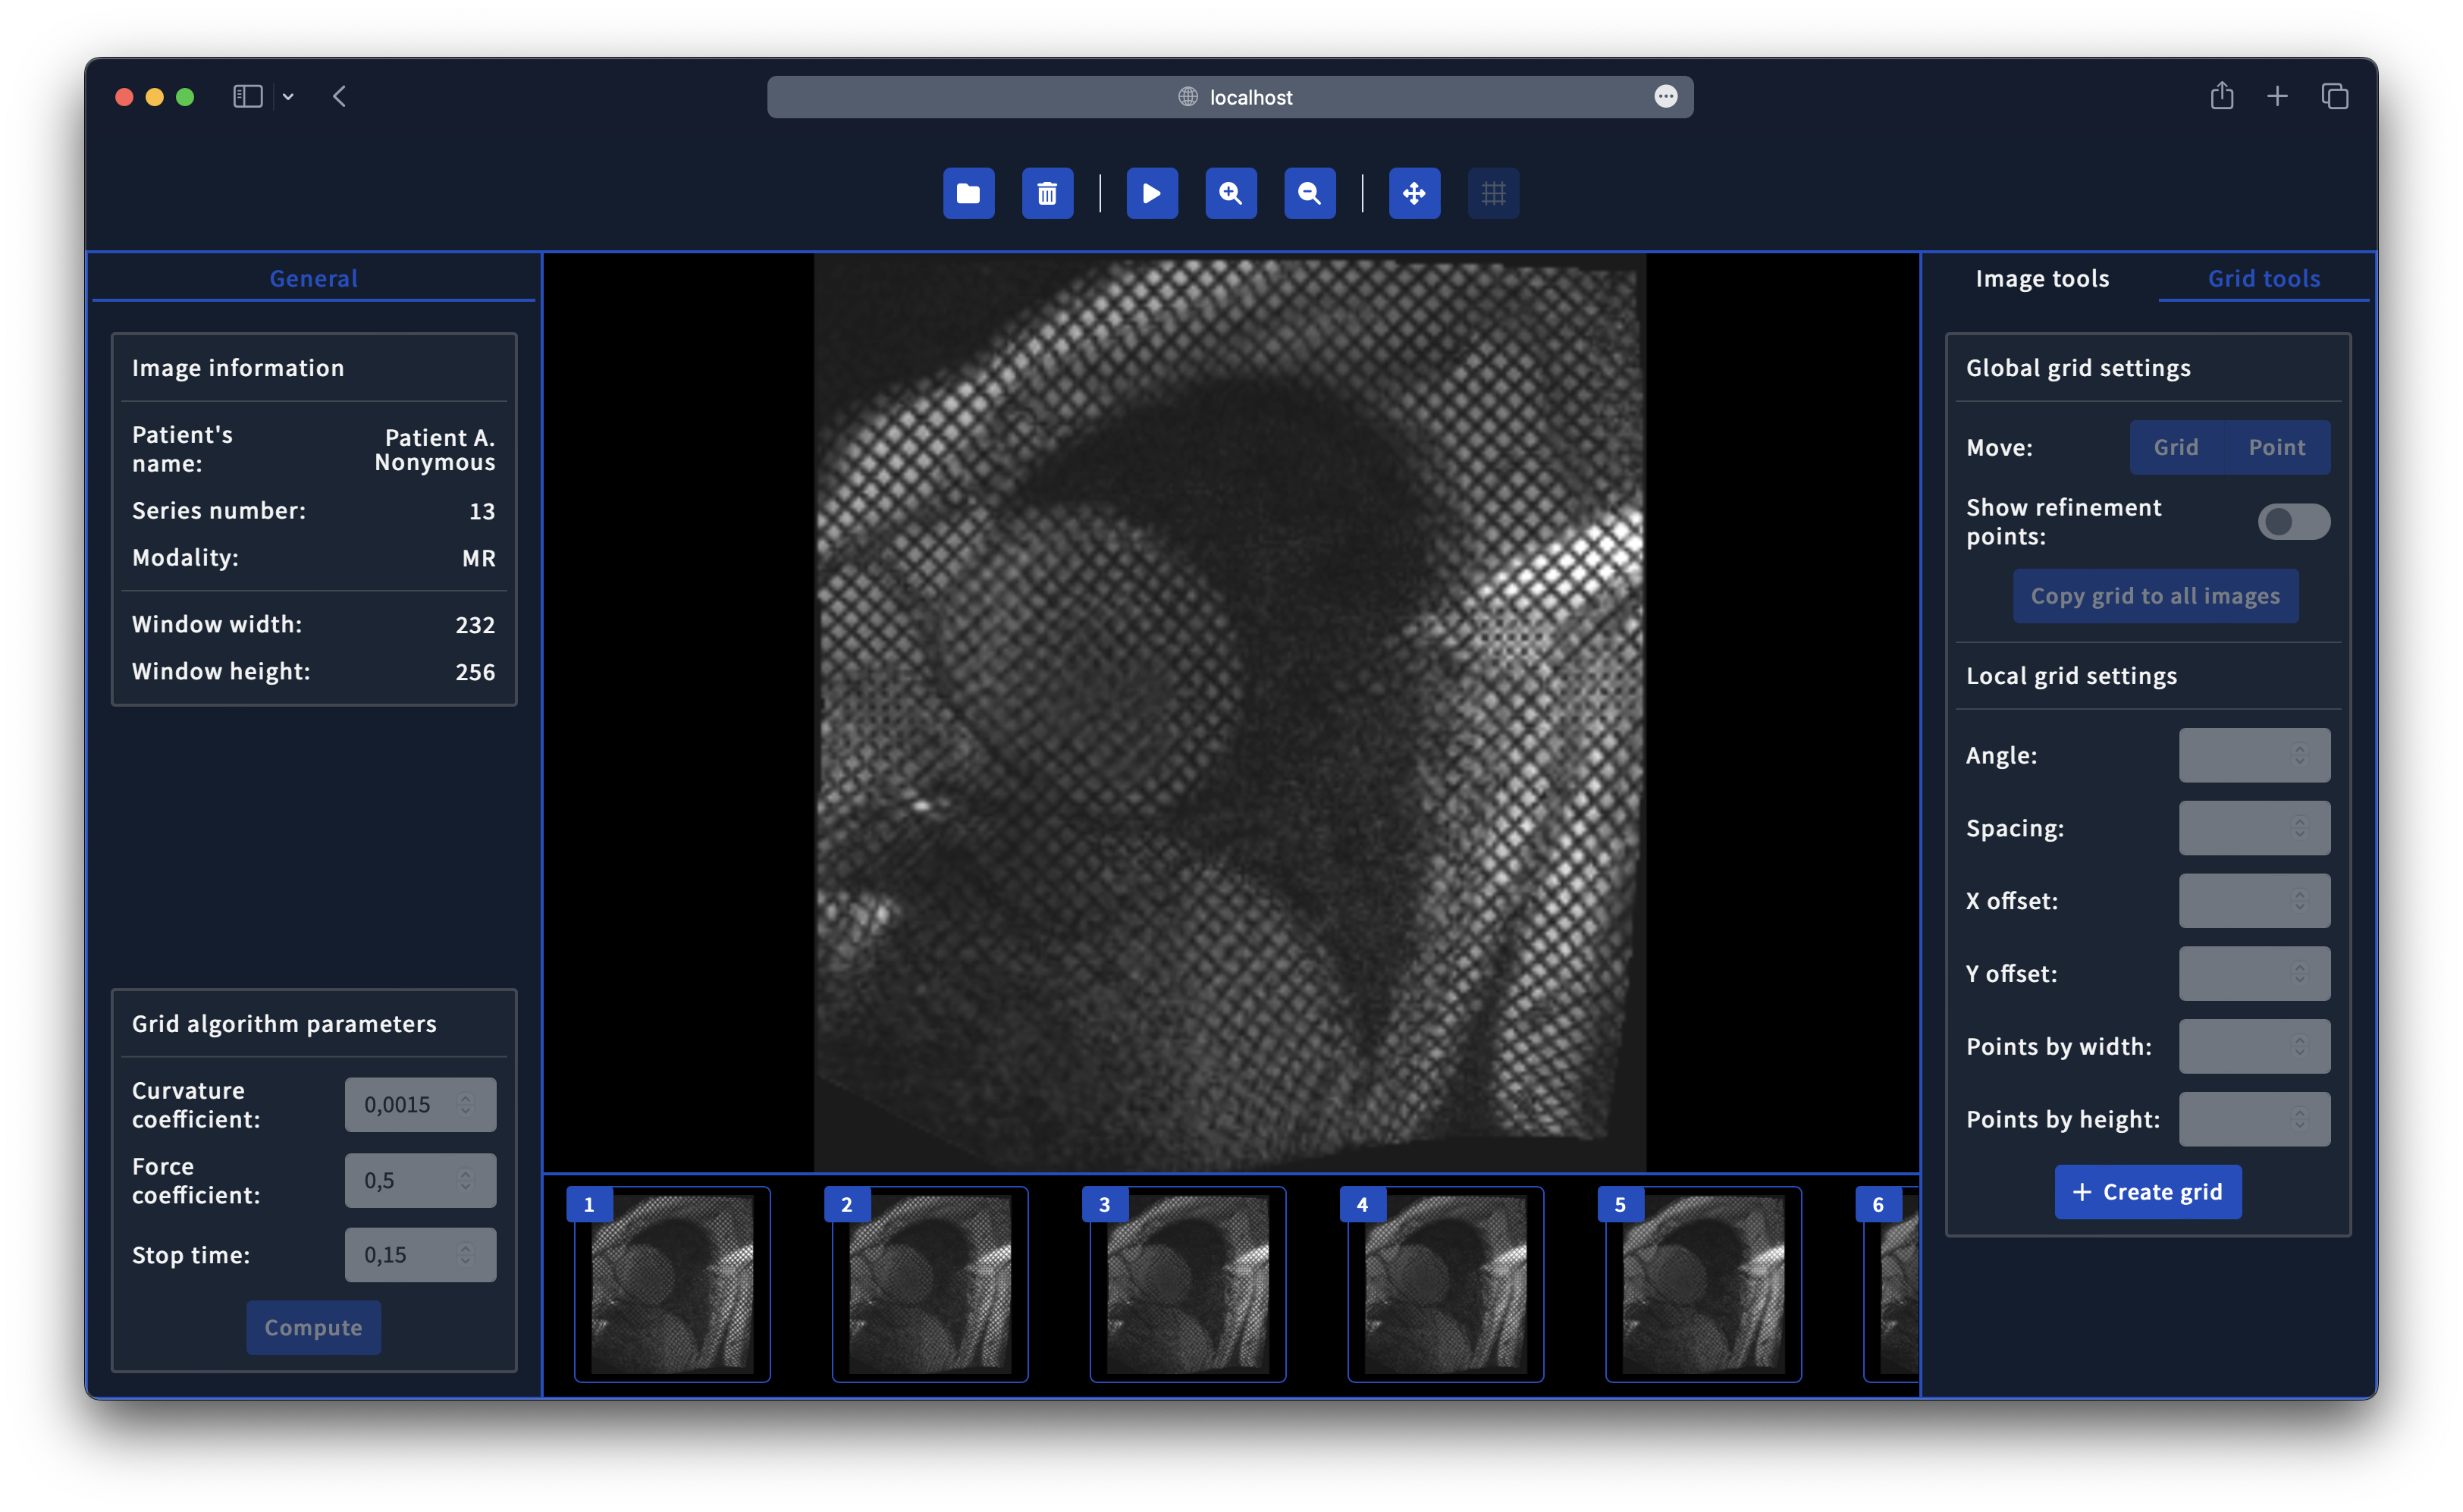 localhost
General
Image information
Patient's
name:
Patient A.
Nonymous
Series number: 13
Modality: MR
Window width: 232
Window height: 256
Grid algorithm parameters
Curvature
coefficient:
0,0015
Force
coefficient:
0,5
Stop time: 0,15
Compute
1 2 3 4 5 6
Image tools Grid tools
Global grid settings
Move: Grid Point
Show refinement
points:
Copy grid to all images
Local grid settings
Angle:
Spacing:
X offset:
Y offset:
Points by width:
Points by height:
+ Create grid